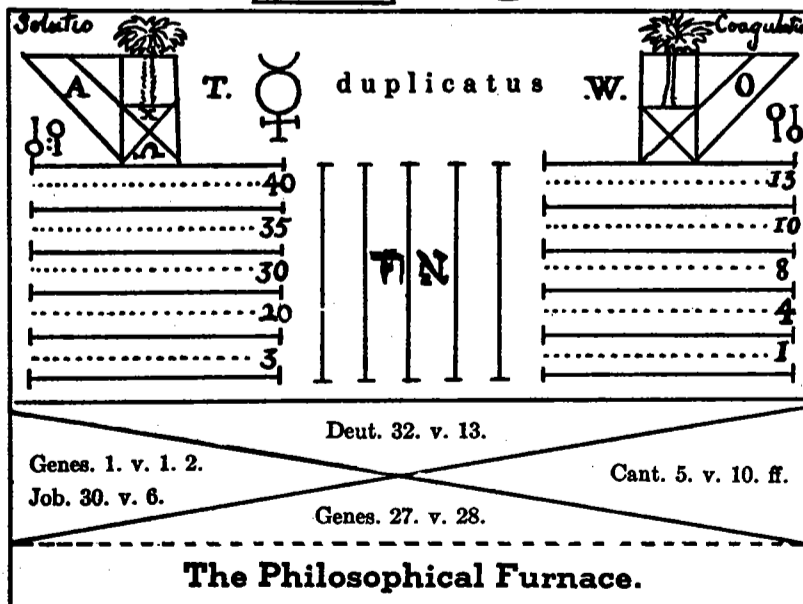 Solutio Coagulatio
A T. duplicatus W. O
40 13
35 10
30 8
20 4
3 1
Deut. 32. v. 13.
Genes. 1. v. 1. 2.
Cant. 5. v. 10. ff.
Job. 30. v. 6.
Genes. 27. v. 28.
The Philosophical Furnace.